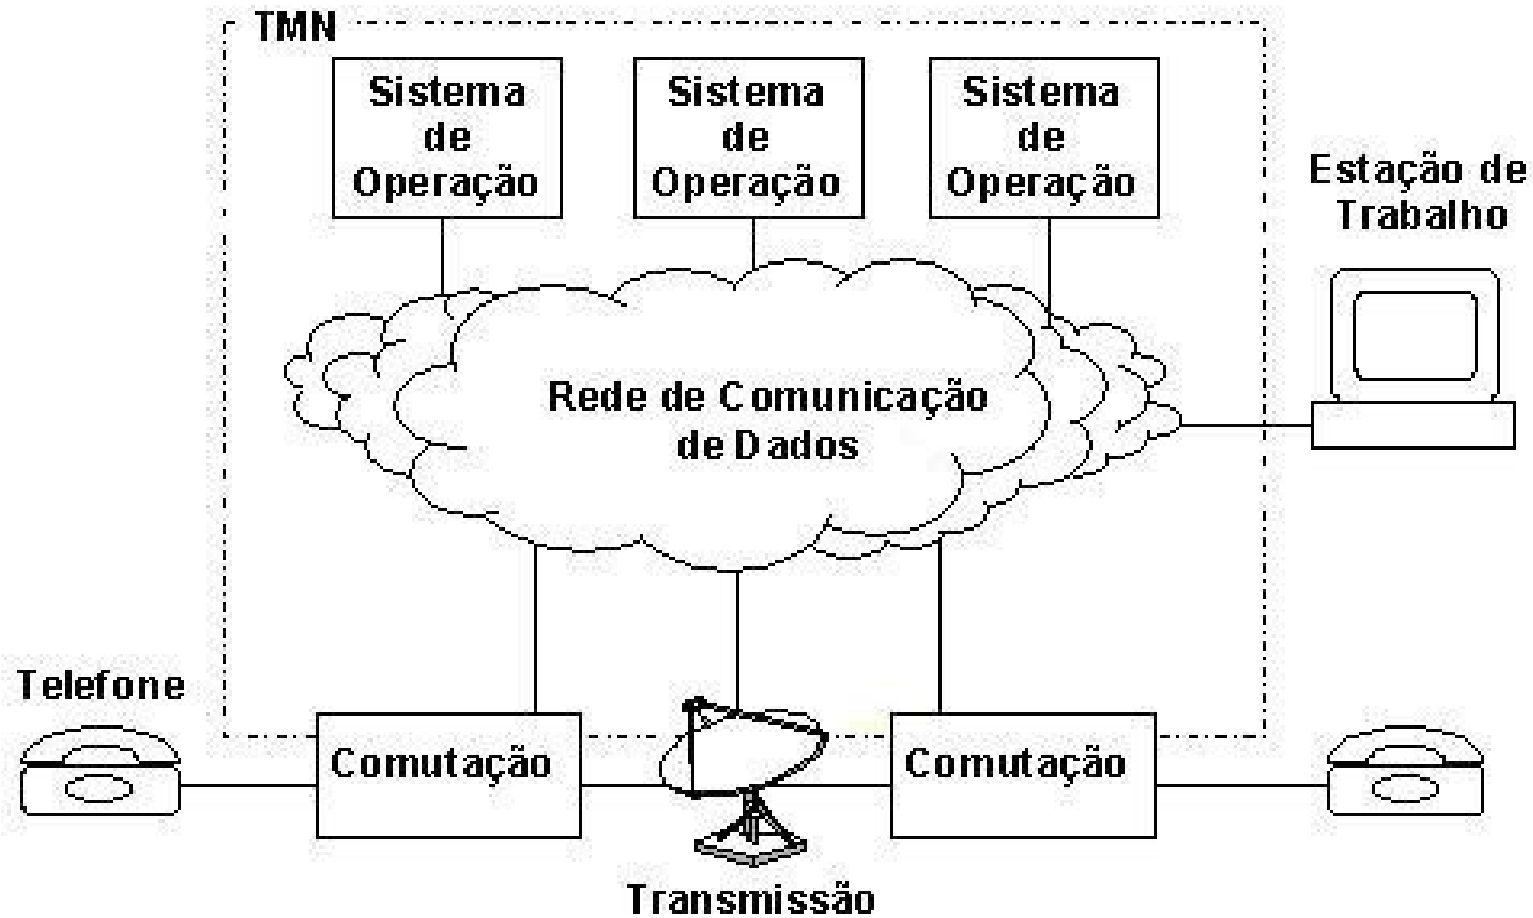 TMN
Sistema
de
Operação
Sistema
de
Operação
Sistema
de
Operação
Estação de
Trabalho
Rede de Comunicação
de Dados
Telefone
Comutação
Comutação
Transmissão